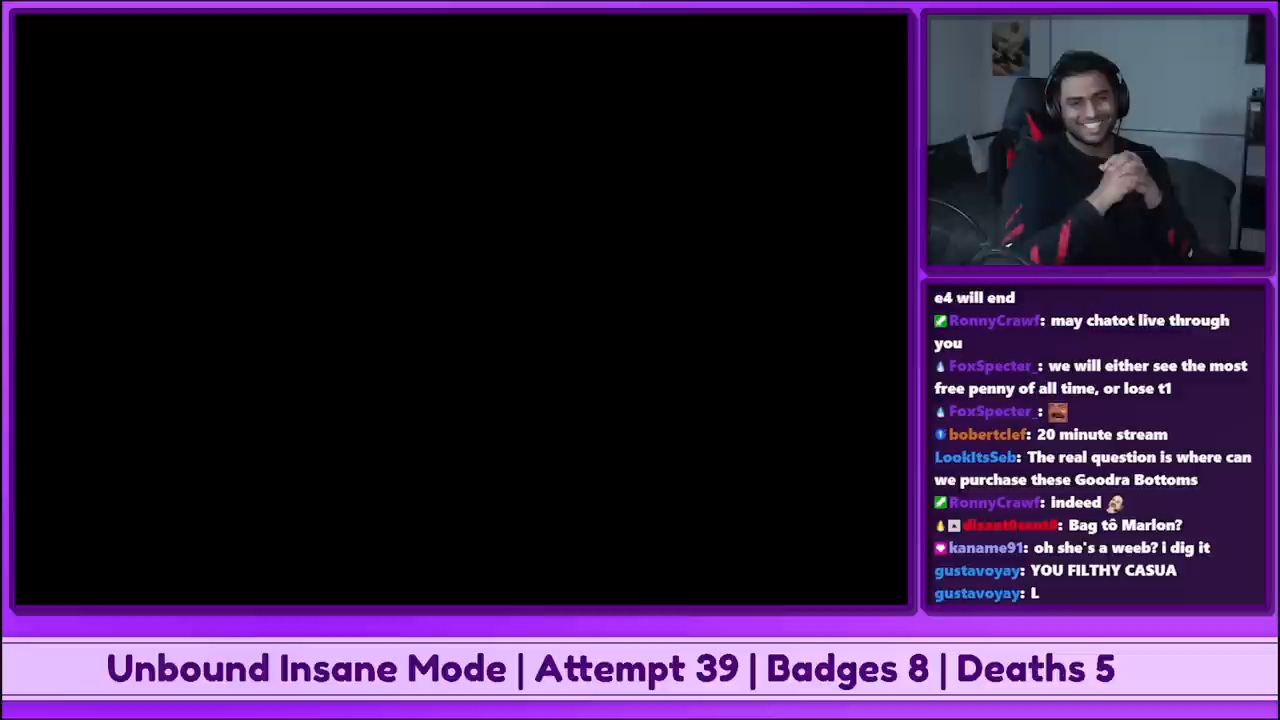 e4 will end
RonnyCrawf: may chatot live through
you
FoxSpecter_: we will either see the most
free penny of all time, or lose t1
FoxSpecter_:
bobertclef: 20 minute stream
LookItsSeb: The real question is where can
we purchase these Goodra Bottoms
RonnyCrawf: indeed
: Bag tô Marlon?
kaname91: oh she's a weeb? I dig it
gustavoyay: YOU FILTHY CASUA
gustavoyay: L
Unbound Insane Mode | Attempt 39 | Badges 8 | Deaths 5